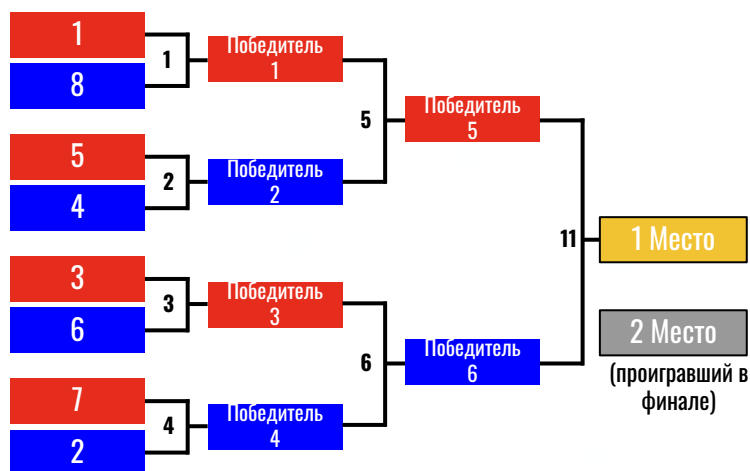 1
8
1
Победитель
1
5
4
2
Победитель
2
5
Победитель
5
3
6
3
Победитель
3
7
2
4
Победитель
4
6
Победитель
6
11
1 Место
2 Место
(проигравший в
финале)